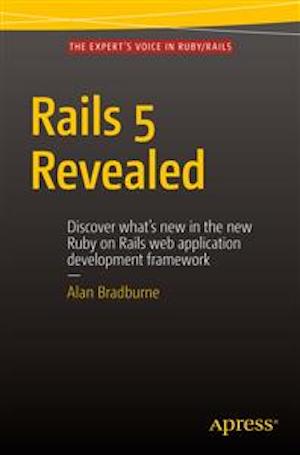 THE EXPERT'S VOICE IN RUBY/RAILS
Rails 5
Revealed
Discover what's new in the new
Ruby on Rails web application
development framework
—
Alan Bradburne
Apress®